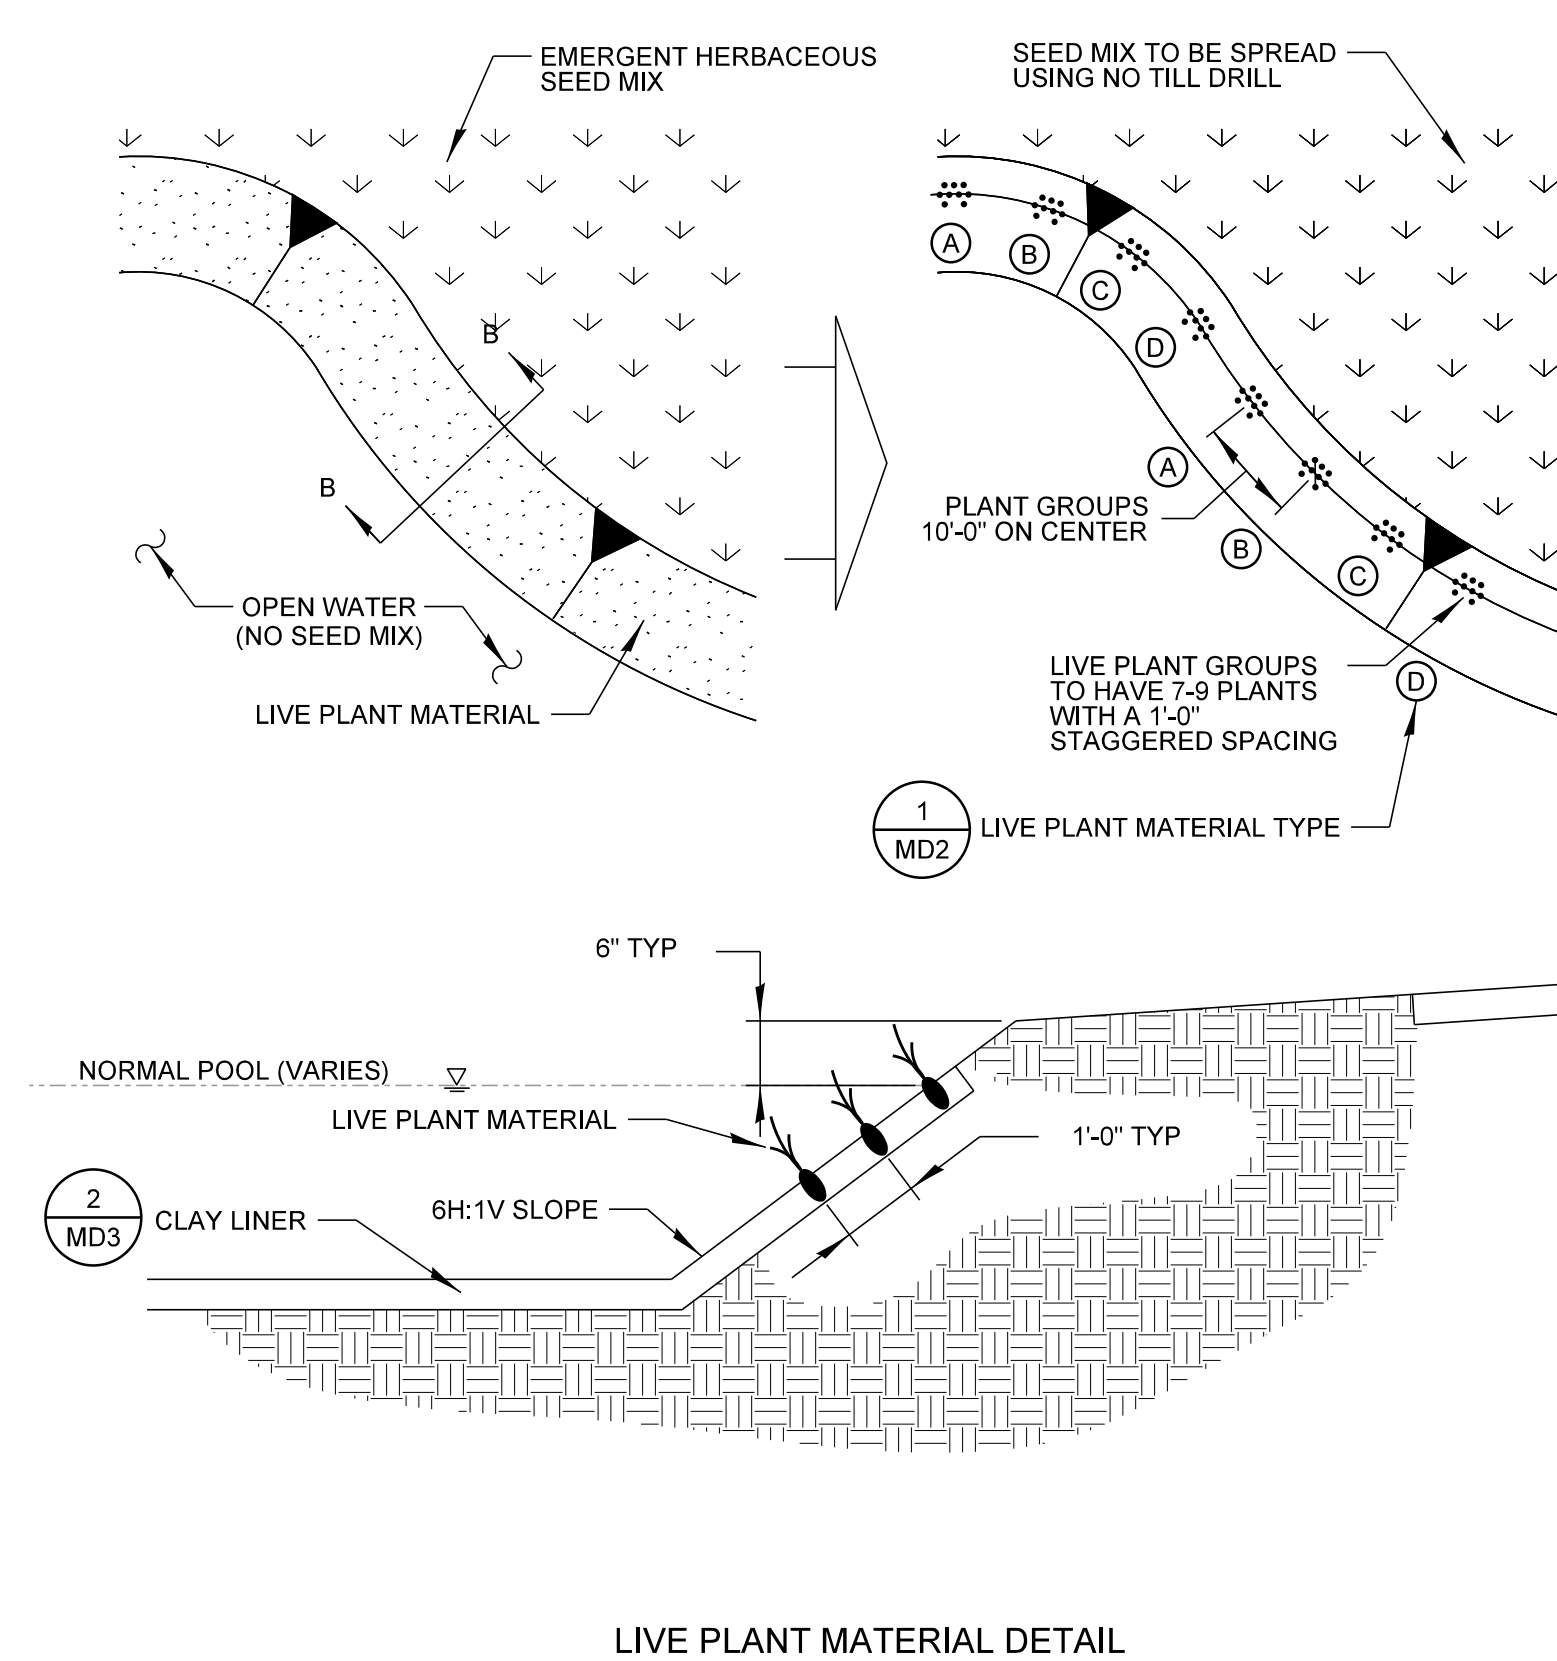 EMERGENT HERBACEOUS
SEED MIX
B
B
OPEN WATER
(NO SEED MIX)
LIVE PLANT MATERIAL
SEED MIX TO BE SPREAD
USING NO TILL DRILL
A
B
C
D
A
B
C
D
PLANT GROUPS
10'-0" ON CENTER
LIVE PLANT GROUPS
TO HAVE 7-9 PLANTS
WITH A 1'-0"
STAGGERED SPACING
1
MD2
LIVE PLANT MATERIAL TYPE
6" TYP
NORMAL POOL (VARIES)
LIVE PLANT MATERIAL
1'-0" TYP
2
MD3
CLAY LINER
6H:1V SLOPE
LIVE PLANT MATERIAL DETAIL